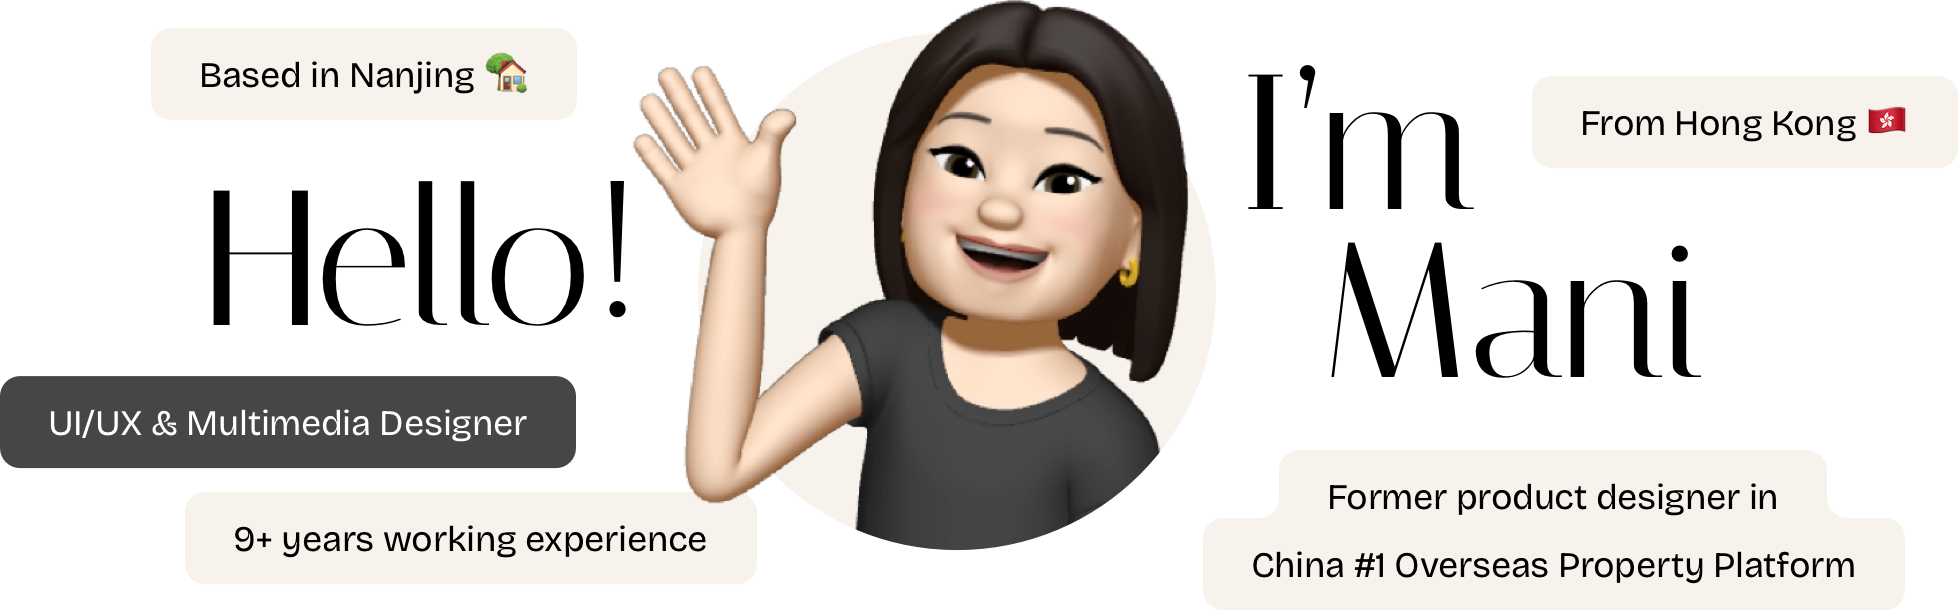 Based in Nanjing 🏡
Hello!
UI/UX & Multimedia Designer
9+ years working experience
I'm
From Hong Kong 🇭🇰
Mani
Former product designer in
China #1 Overseas Property Platform